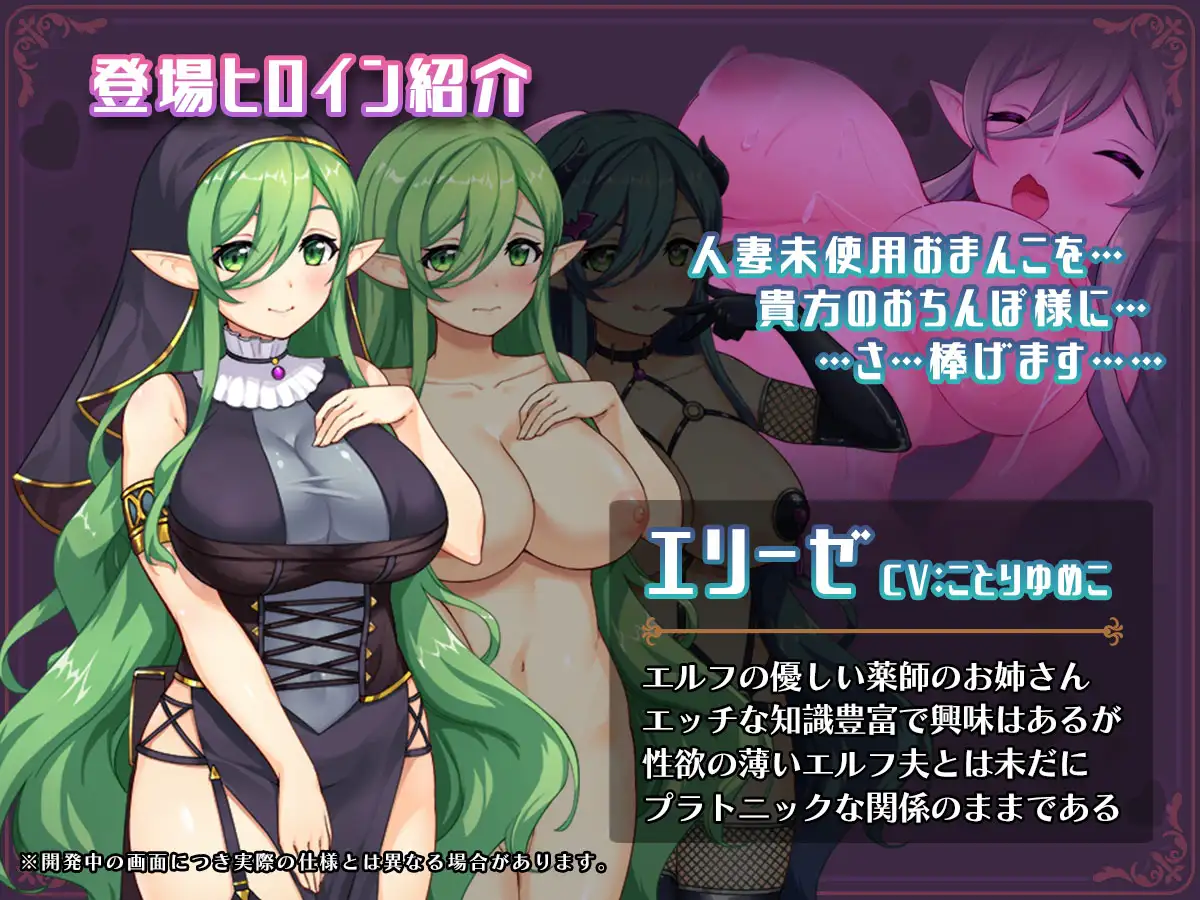 登場ヒロイン紹介
人妻未使用おまんこを…
貴方のおちんぽ様に…
…さ…棒げます……
エリーゼ CV:ことりゆめこ
エルフの優しい薬師のお姉さん
エッチな知識豊富で興味はあるが
性欲の薄いエルフ夫とは未だに
プラトニックな関係のままである
※開発中の画面につき実際の仕様とは異なる場合があります。